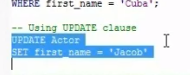 WHERE first_name = 'Cuba';
-- Using UPDATE clause
UPDATE Actor
SET first_name = 'Jacob'